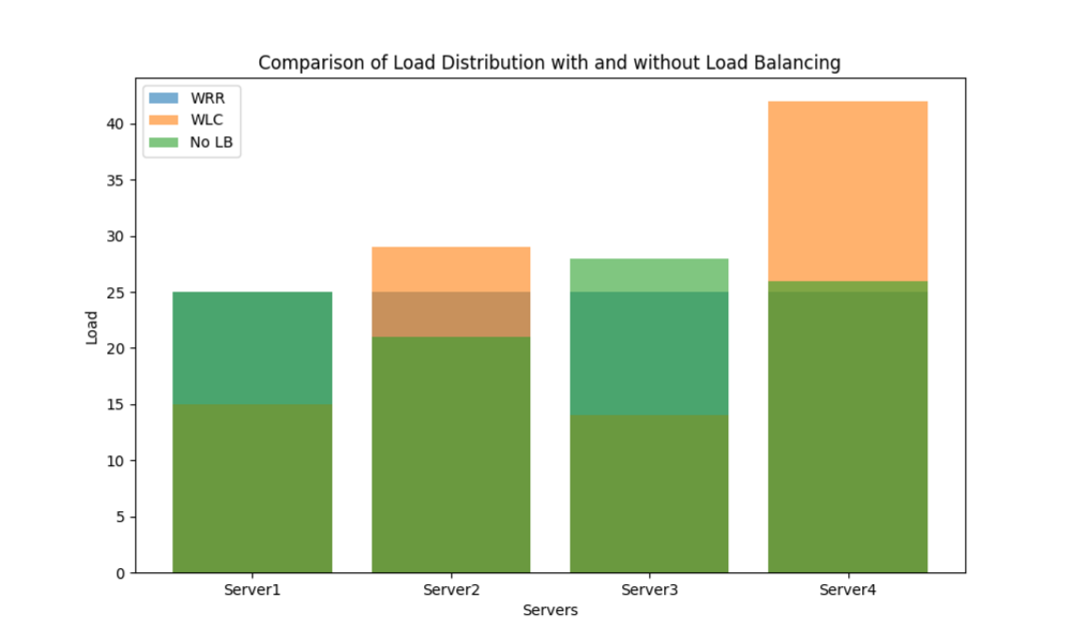 Comparison of Load Distribution with and without Load Balancing
WRR
WLC
No LB
40
35
30
25
20
15
10
5
0
Load
Server1 Server2 Server3 Server4
Servers